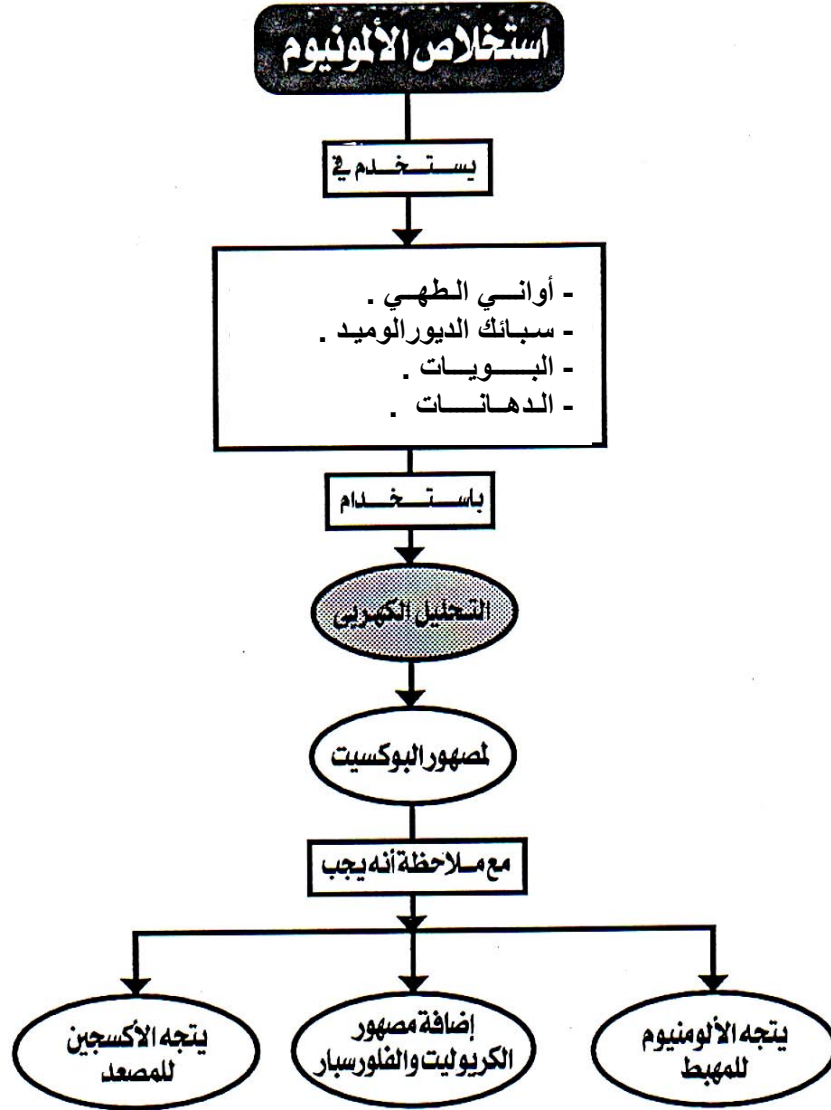 استخلاص الألمونيوم
يستخدم في
- أواني الطهي .
- سبائك الديورالوميد .
- البويات .
- الدهانات .
باستخدام
التحليل الكهربي
لمصهور البوكسيت
مع ملاحظة أنه يجب
يتجه الألومنيوم
للمهبط
إضافة مصهور
الكريوليت والفلورسبار
يتجه الأكسجين
للمصعد